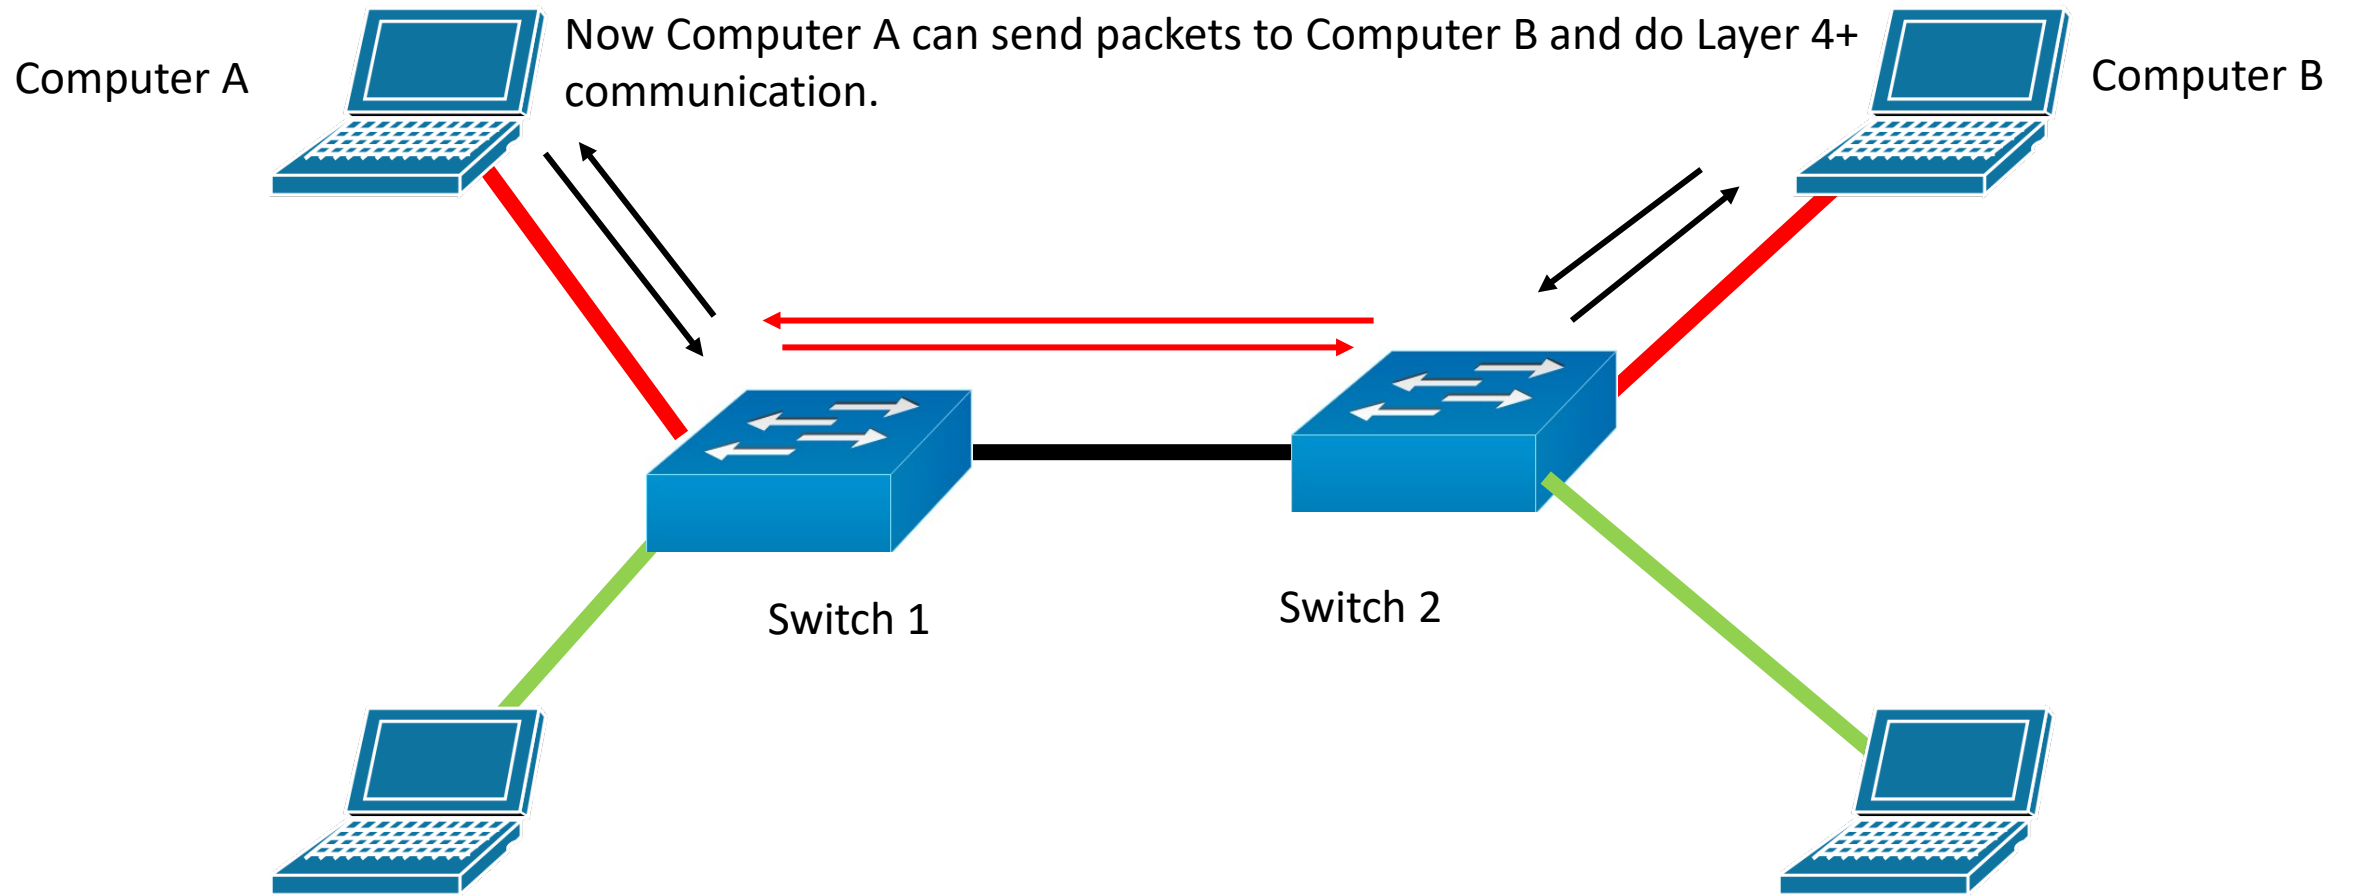 Now Computer A can send packets to Computer B and do Layer 4+
communication.
Computer A
Computer B
Switch 1
Switch 2